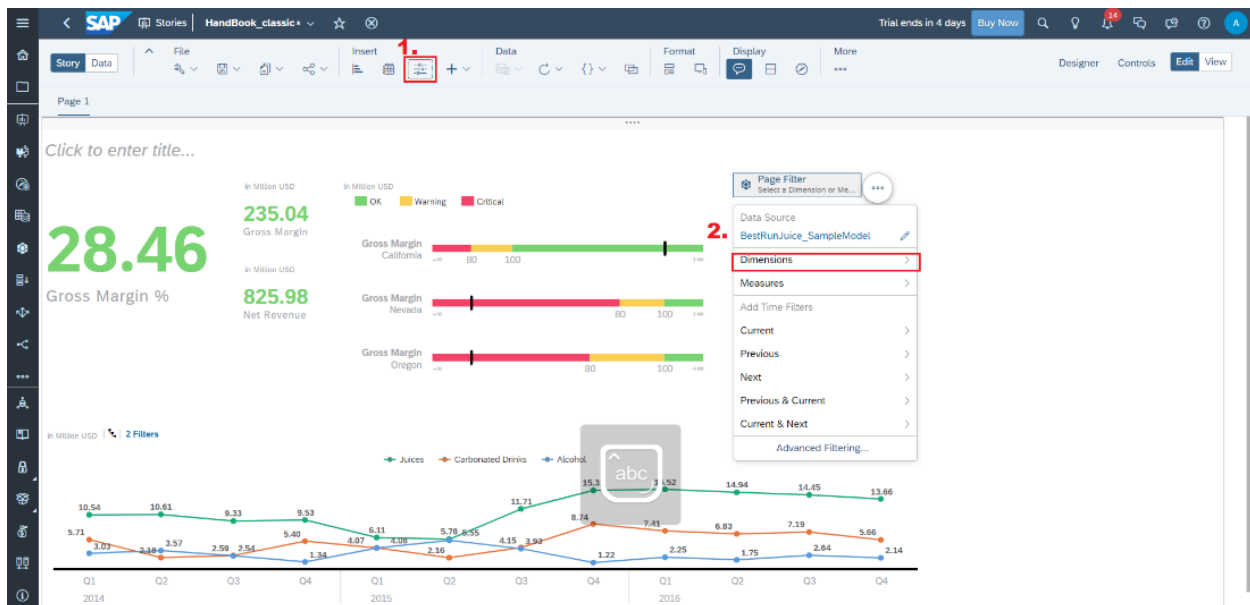 SAP Stories HandBook_classic* Trial ends in 4 days Buy Now 14 A
1.
File Insert Data Format Display More
Story Data Designer Controls Edit View
Page 1
Click to enter title...
28.46
Gross Margin %
In Million USD
235.04
Gross Margin
In Million USD
825.98
Net Revenue
In Million USD
OK Warning Critical
Gross Margin
California
80 100
Gross Margin
Nevada
80 100
Gross Margin
Oregon
80 100
Page Filter
Select a Dimension or Me...
2.
Data Source
BestRunJuice_SampleModel
Dimensions
Measures
Add Time Filters
Current
Previous
Next
Previous & Current
Current & Next
Advanced Filtering...
In Million USD 2 Filters
Juices Carbonated Drinks Alcohol
abc
10.54 10.61 9.33 9.53 6.11 5.78 11.71 14.94 14.45 13.66
5.71 2.18 2.54 5.40 4.07 2.16 3.93 8.74 7.41 6.83 7.19 5.66
3.03 3.57 2.59 1.34 4.08 4.15 1.22 2.25 1.75 2.64 2.14
Q1 Q2 Q3 Q4 Q1 Q2 Q3 Q4 Q1 Q2 Q3 Q4
2014 2015 2016